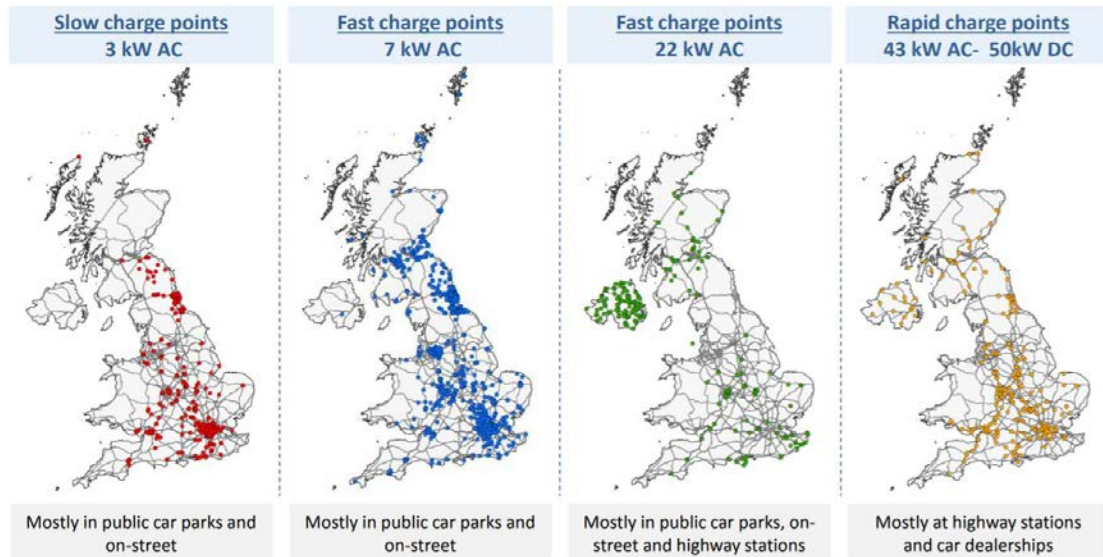 Slow charge points
3 kW AC
Fast charge points
7 kW AC
Fast charge points
22 kW AC
Rapid charge points
43 kW AC- 50kW DC
Mostly in public car parks and
on-street
Mostly in public car parks and
on-street
Mostly in public car parks, on-
street and highway stations
Mostly at highway stations
and car dealerships